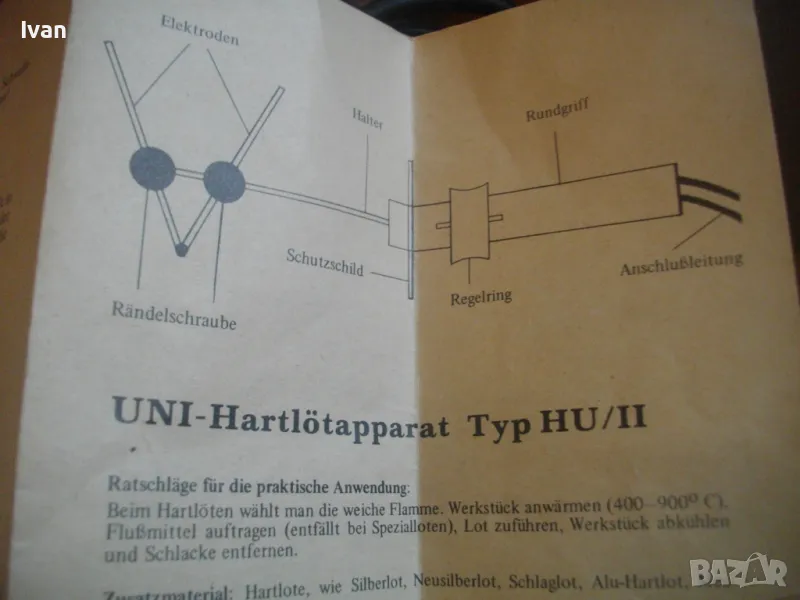 Ivan
Elektroden
Halter
Rundgriff
Schutzschild
Regelring
Anschlußleitung
Rändelschraube
UNI-Hartlötapparat Typ HU/II
Ratschläge für die praktische Anwendung:
Beim Hartlöten wählt man die weiche Flamme. Werkstück anwärmen (400–900° C),
Flußmittel auftragen (entfällt bei Spezialloten), Lot zuführen, Werkstück abkühlen
und Schlacke entfernen.
Zusatzmaterial: Hartlote, wie Silberlot, Neusilberlot, Schlaglot, Alu-Hartlot,
BAZAR